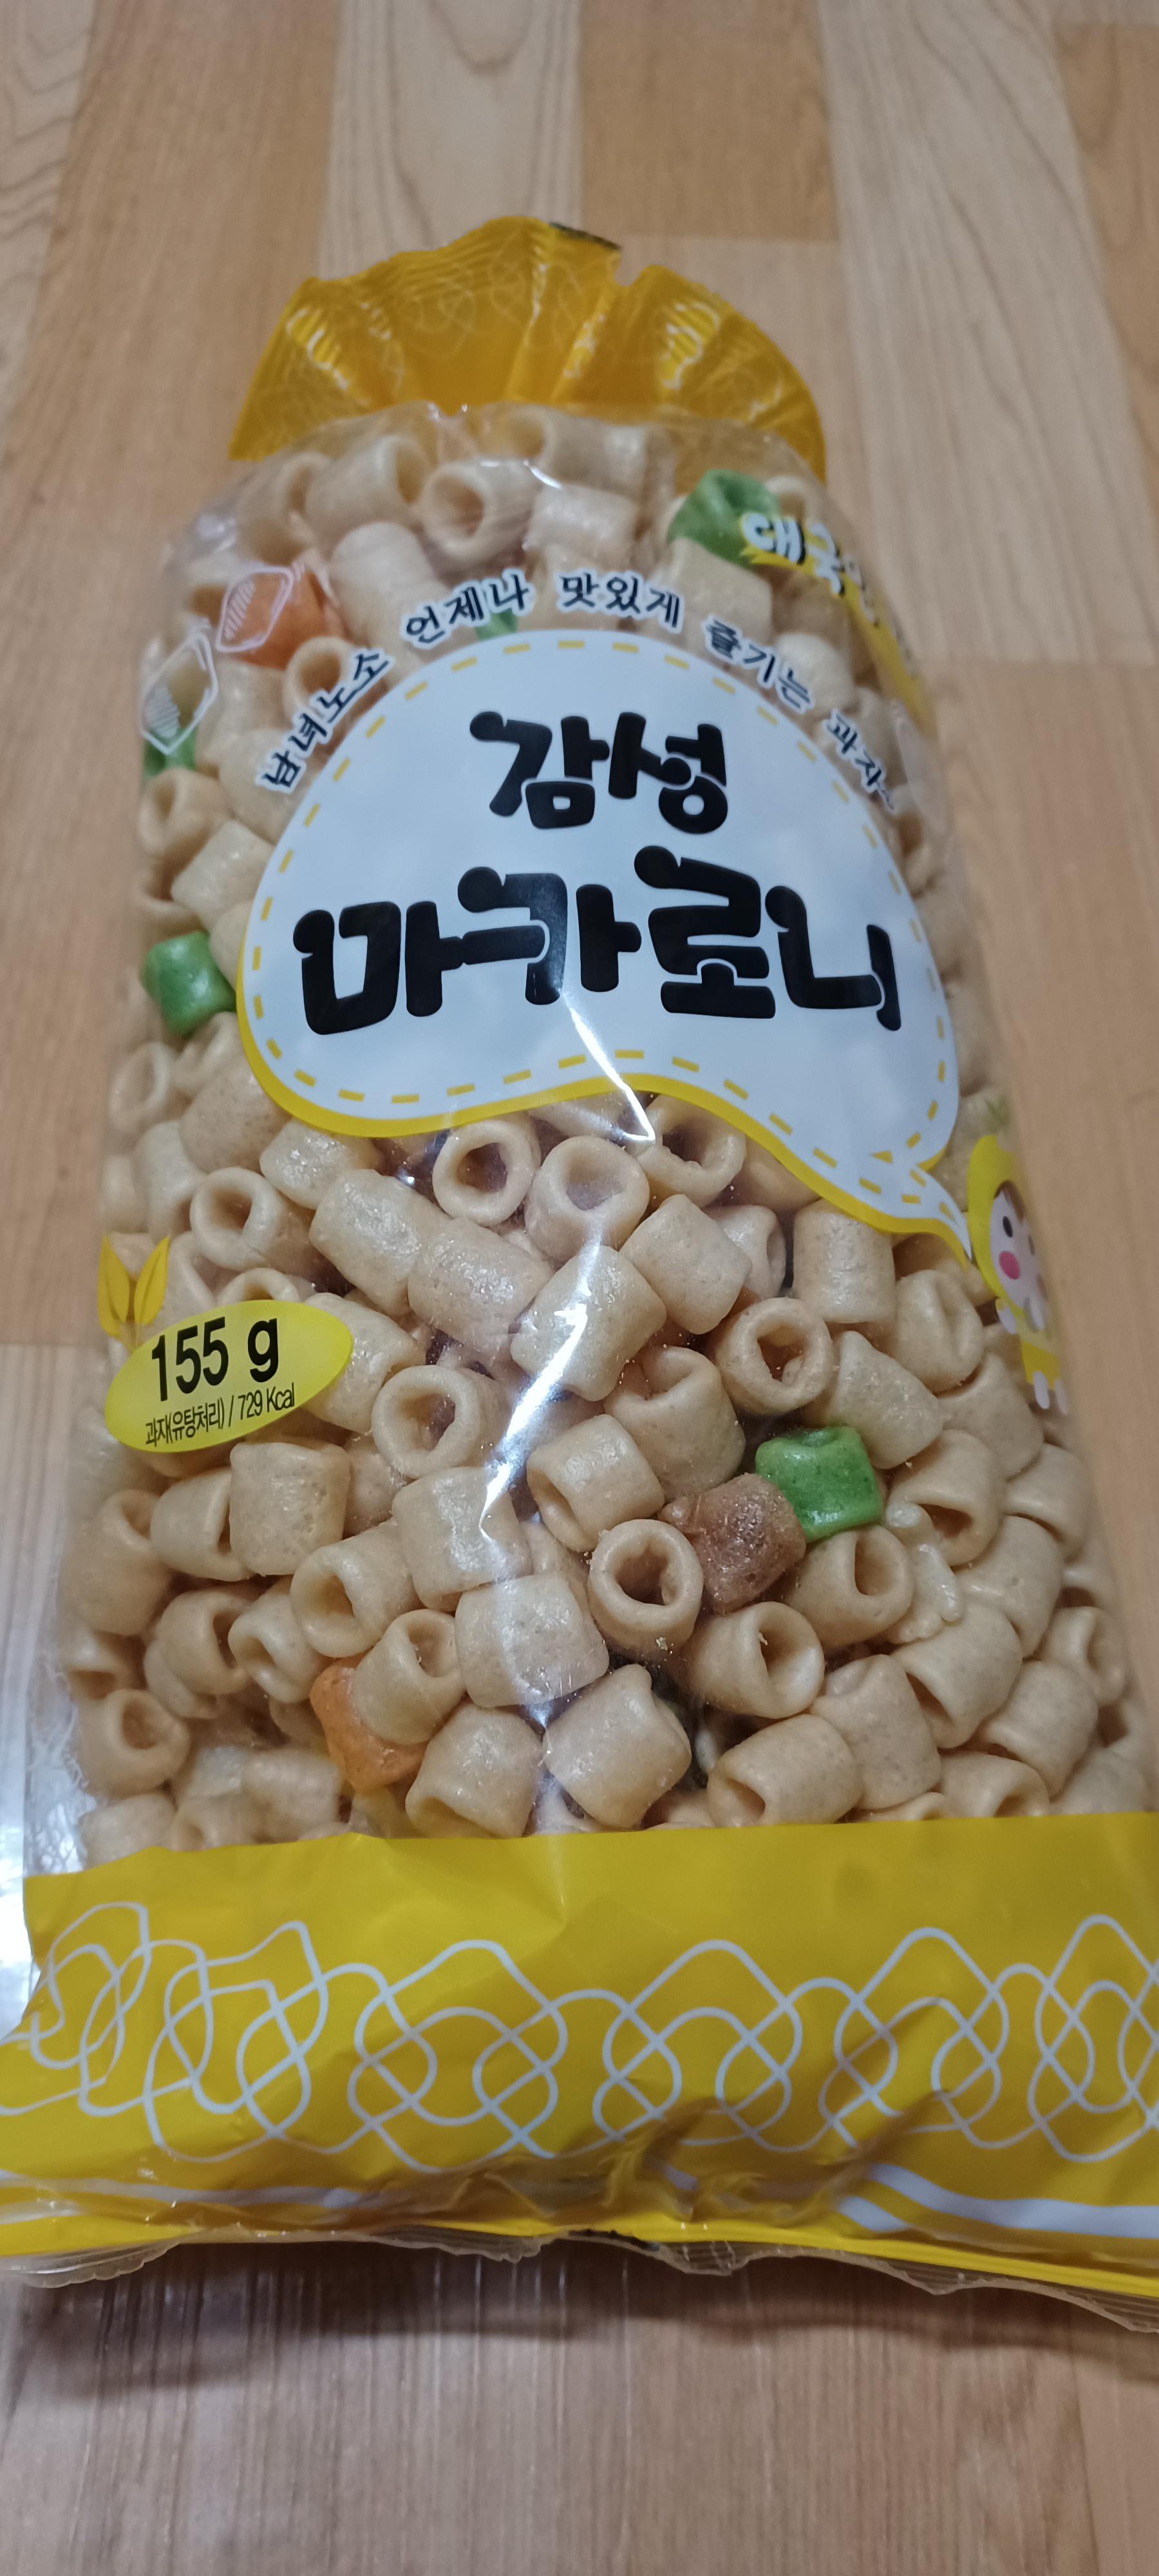 남녀노소 언제나 맛있게 즐기는 과자~
감성
마카로니
155 g
과자(유탕처리) / 729 Kcal